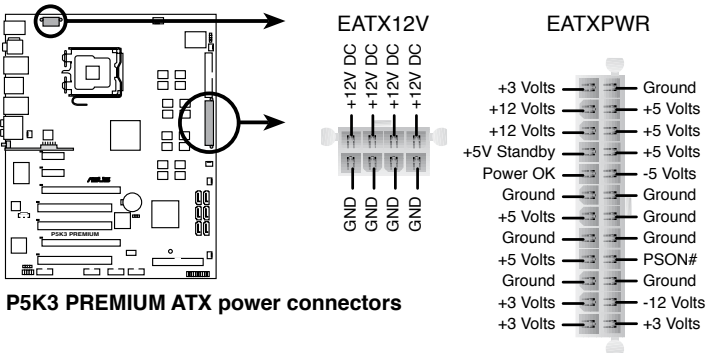 EATX12V
EATXPWR
+12V DC
+12V DC
+12V DC
+12V DC
GND
GND
GND
GND
+3 Volts Ground
+12 Volts +5 Volts
+12 Volts +5 Volts
+5V Standby +5 Volts
Power OK -5 Volts
Ground Ground
+5 Volts Ground
Ground Ground
+5 Volts PSON#
Ground Ground
+3 Volts -12 Volts
+3 Volts +3 Volts
ASUS
P5K3 PREMIUM
P5K3 PREMIUM ATX power connectors